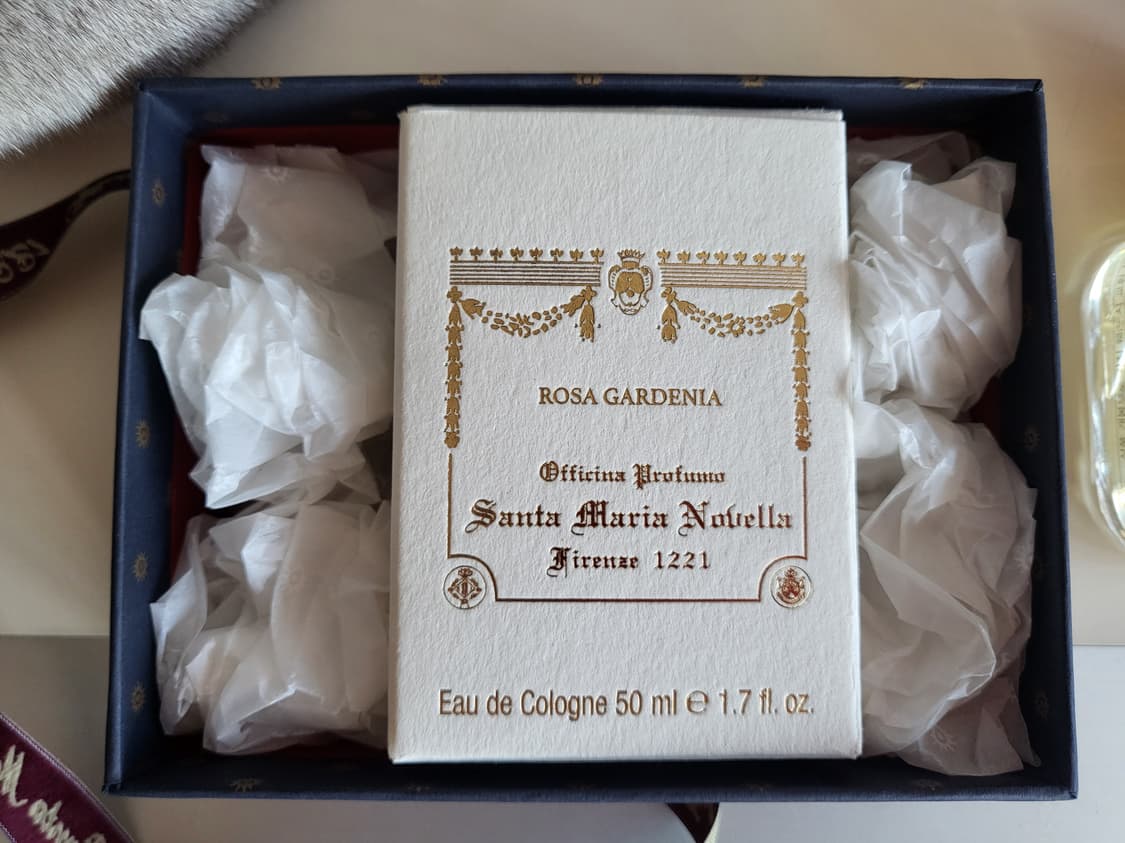 ROSA GARDENIA
Officina Profumo
Santa Maria Novella
Firenze 1221
Eau de Cologne 50 ml ℮ 1.7 fl. oz.